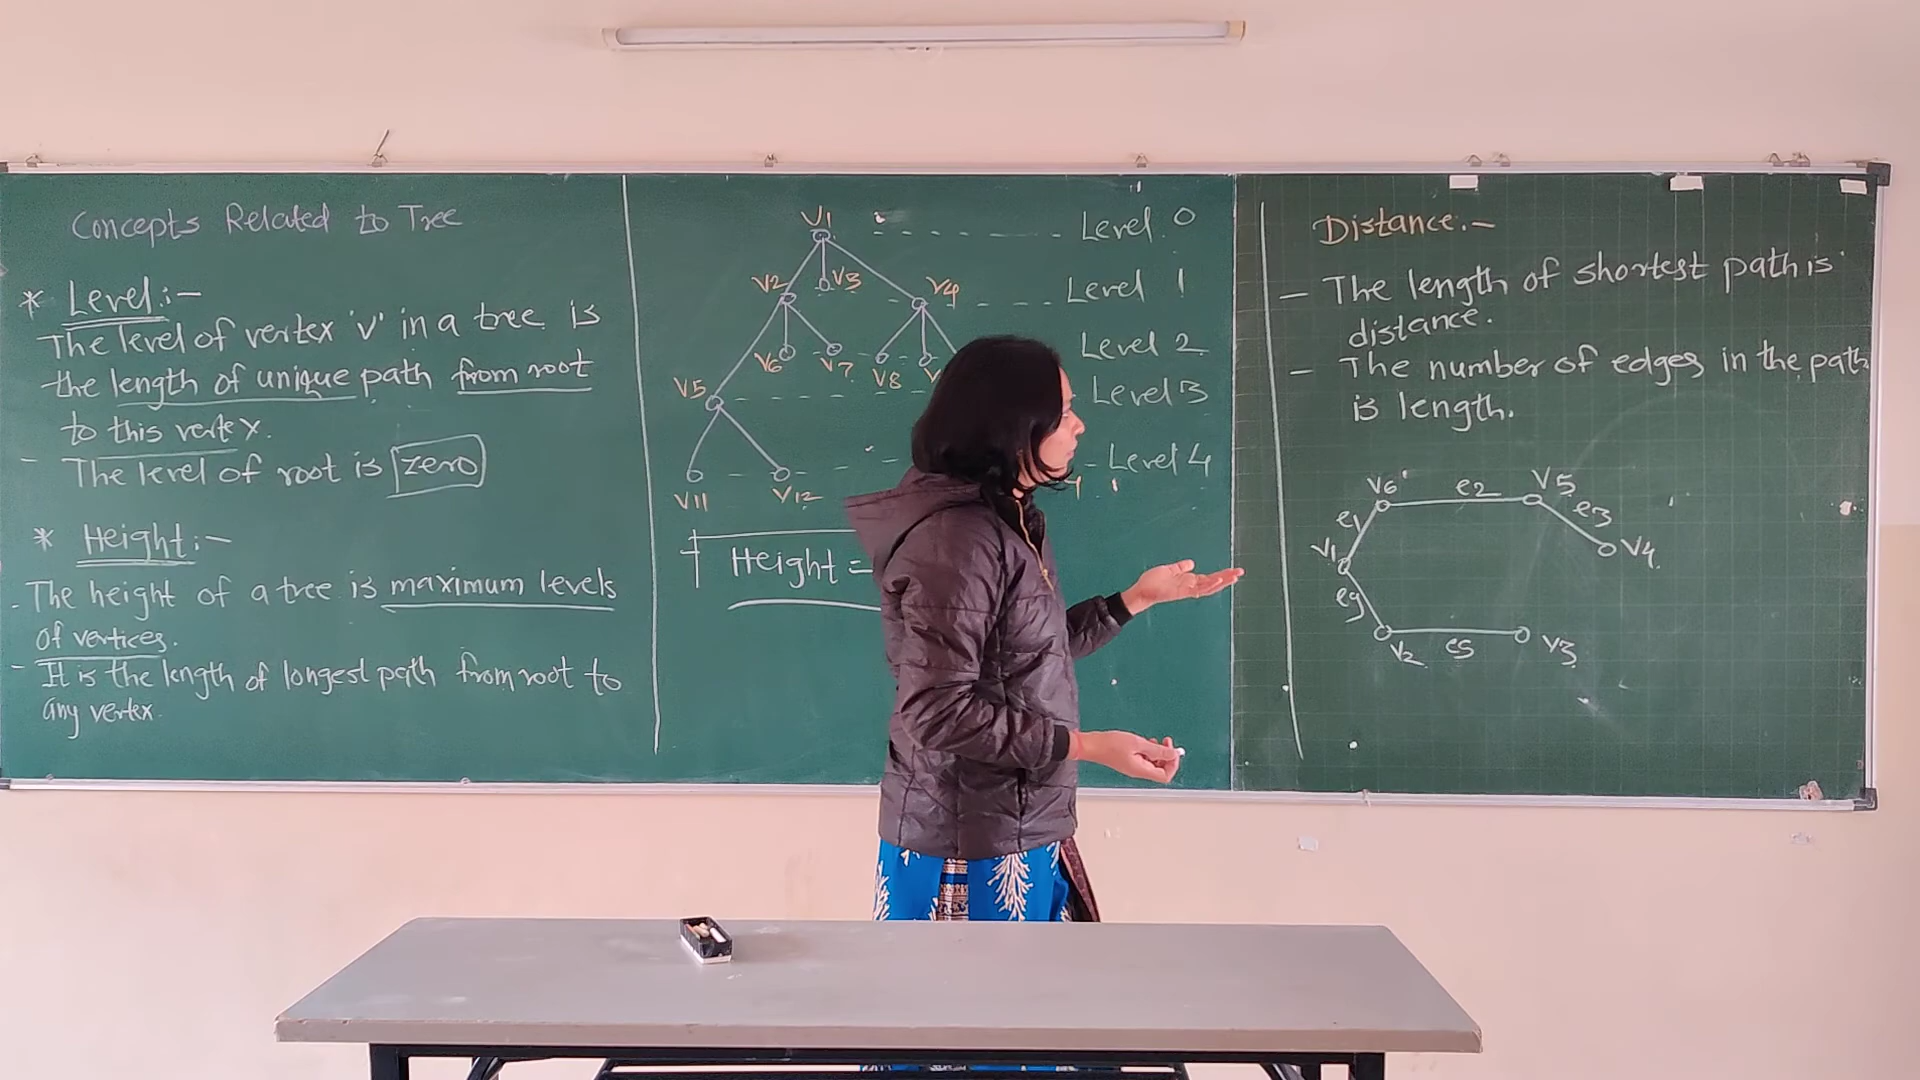 Concepts Related to Tree
* Level :-
The level of vertex 'v' in a tree is
the length of unique path from root
to this vertex.
- The level of root is zero
* Height :-
- The height of a tree is maximum levels
of vertices.
- It is the length of longest path from root to
any vertex.
V1 Level 0
V2 V3 V4 Level 1
V6 V7 V8 Level 2
V5 Level 3
V11 V12 Level 4
Height =
Distance :-
- The length of shortest path is
distance.
- The number of edges in the path
is length.
V6 e2 V5
e1 e3
V1 V4
V2 e5 V3